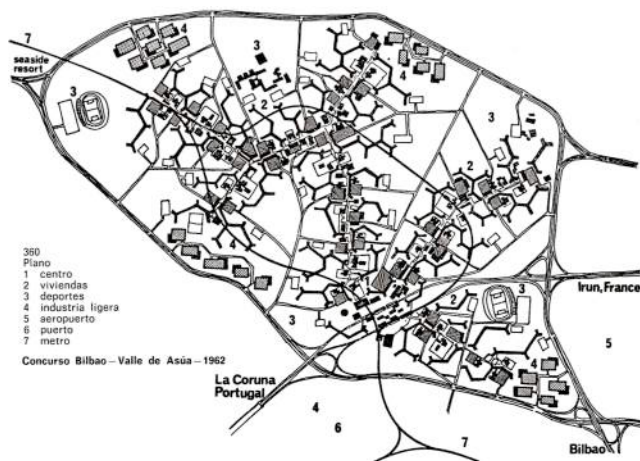 7
seaside
resort
4
3
3
4
2
3
3
2
2
4
360
Plano
1 centro
2 viviendas
3 deportes
4 industria ligera
5 aeropuerto
6 puerto
7 metro
Concurso Bilbao – Valle de Asúa – 1962
3
2
3
Irun, France
5
4
La Coruna
Portugal
4
6
7
Bilbao